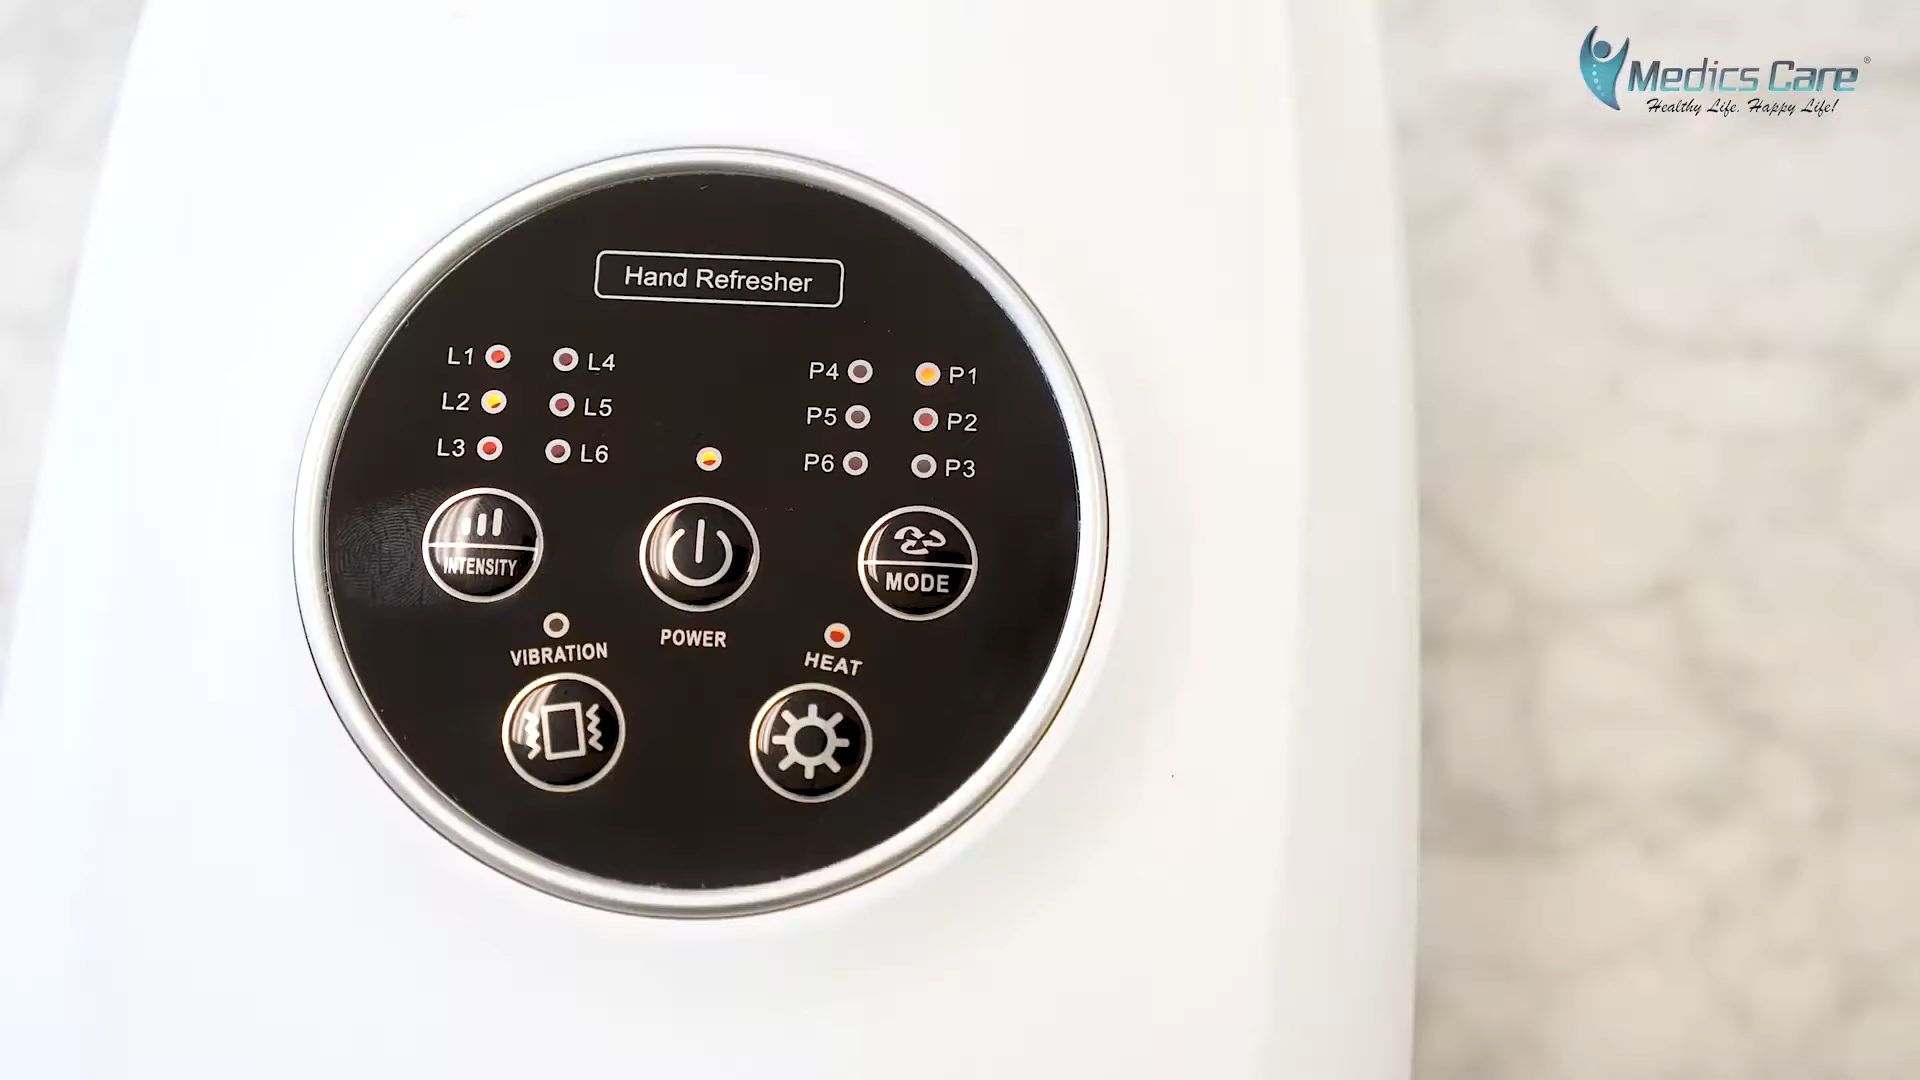 Medics Care®
Healthy Life. Happy Life!
Hand Refresher
L1 L4
L2 L5
L3 L6
P4 P1
P5 P2
P6 P3
INTENSITY
MODE
POWER
VIBRATION
HEAT